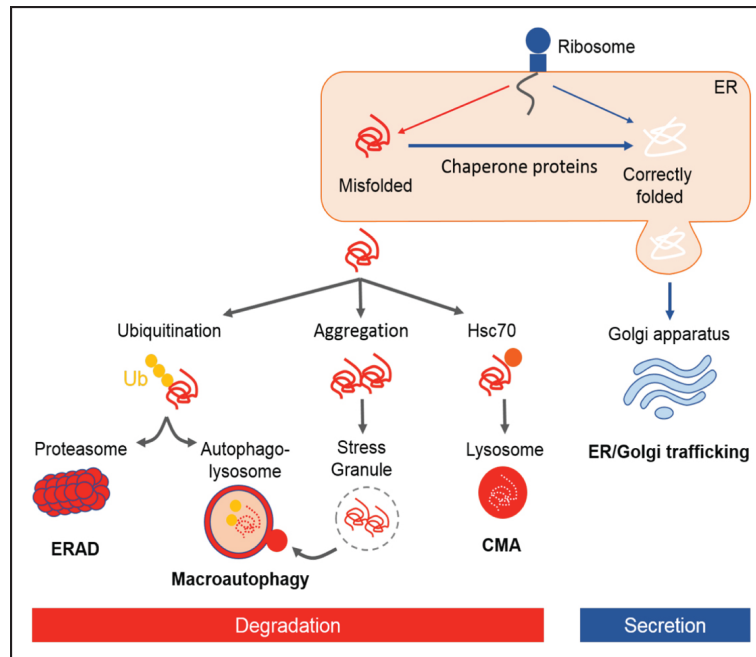 Ribosome
ER
Misfolded
Chaperone proteins
Correctly
folded
Ubiquitination
Aggregation
Hsc70
Golgi apparatus
Ub
Proteasome
Autophago-
lysosome
Stress
Granule
Lysosome
ER/Golgi trafficking
ERAD
Macroautophagy
CMA
Degradation
Secretion